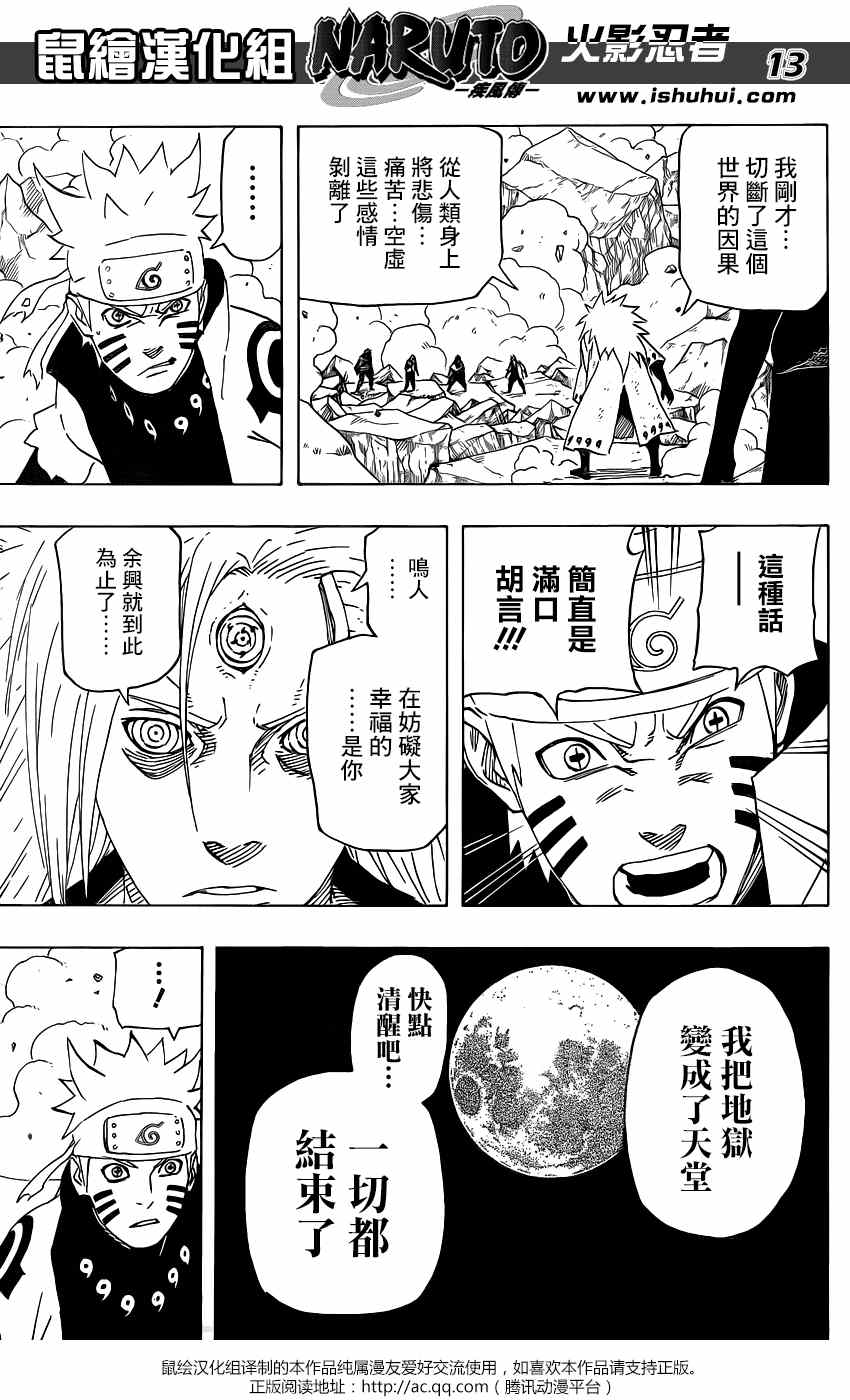 鼠繪漢化組
NARUTO
—疾風傳—
火影忍者
13
www.ishuhui.com
我剛才…
切斷了這個
世界的因果
從人類身上
將悲傷…
痛苦…空虛
這些感情
剝離了
……
這種話
——
簡直是
滿口
胡言!!!
鳴人
……
在妨礙大家
幸福的
……是你
余興就到此
為止了……
我把地獄
變成了天堂
快點
清醒吧…
一切都
結束了
…!
鼠绘汉化组译制的本作品纯属漫友爱好交流使用，如喜欢本作品请支持正版。
正版阅读地址：http://ac.qq.com（腾讯动漫平台）